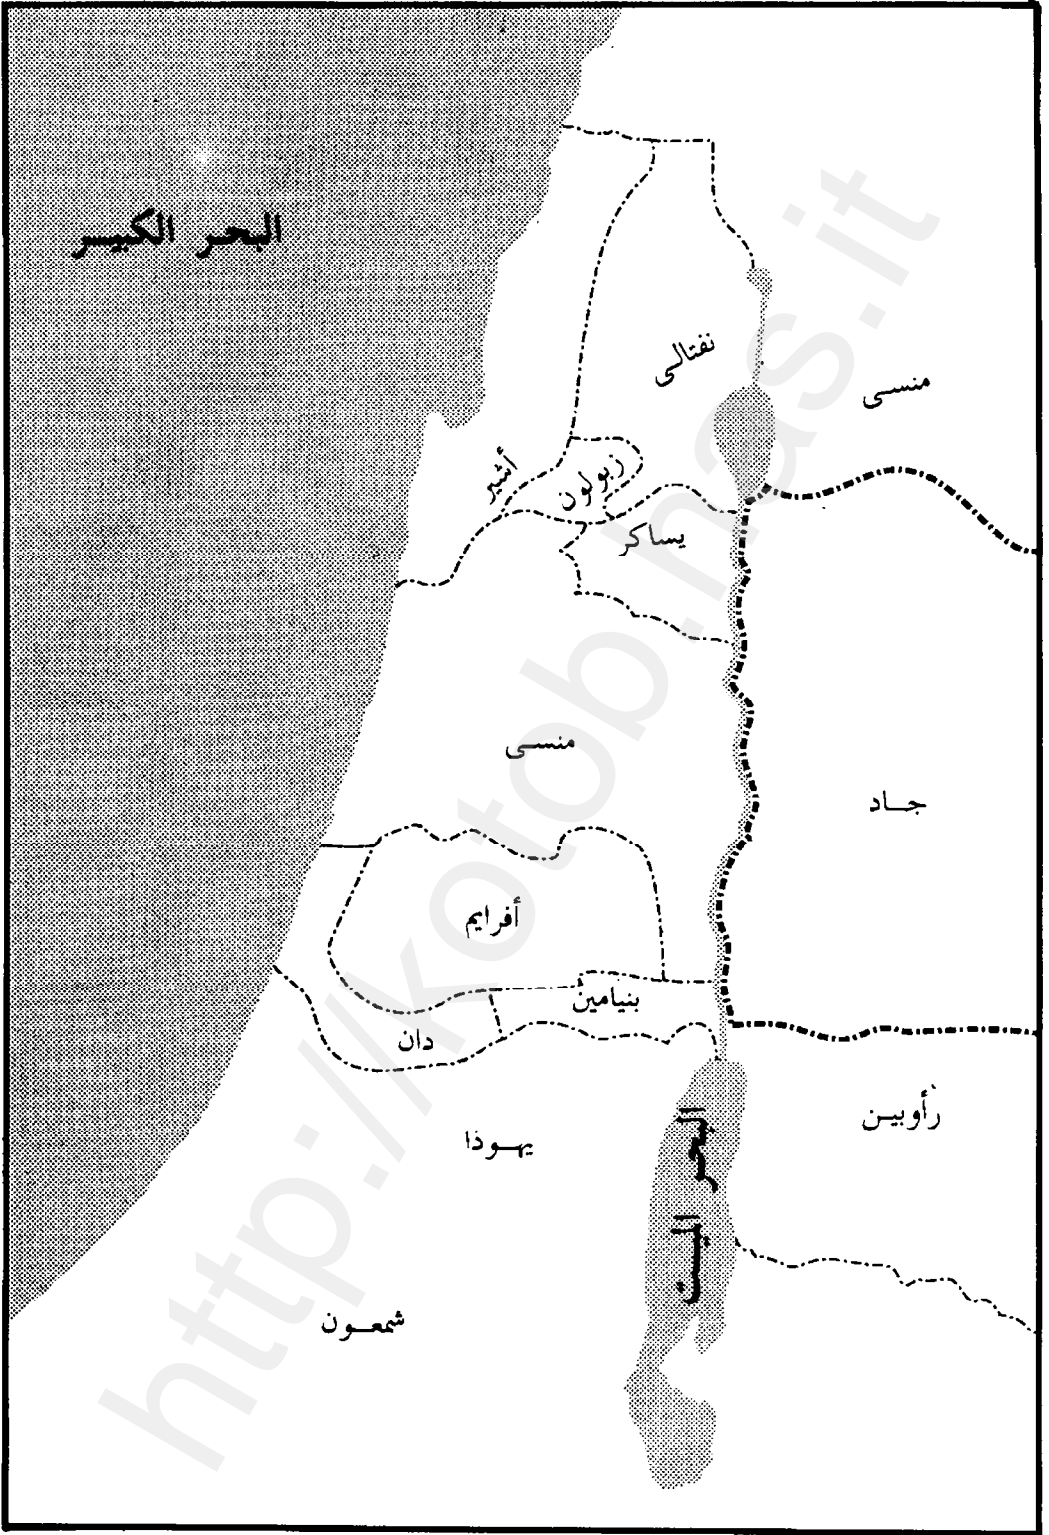 البحر الكبير
نفتالى
منسى
أشير
زبولون
يساكر
منسى
جاد
أفرايم
بنيامين
دان
رأوبين
يهوذا
البحر الميت
شمعون
http://kotob.has.it